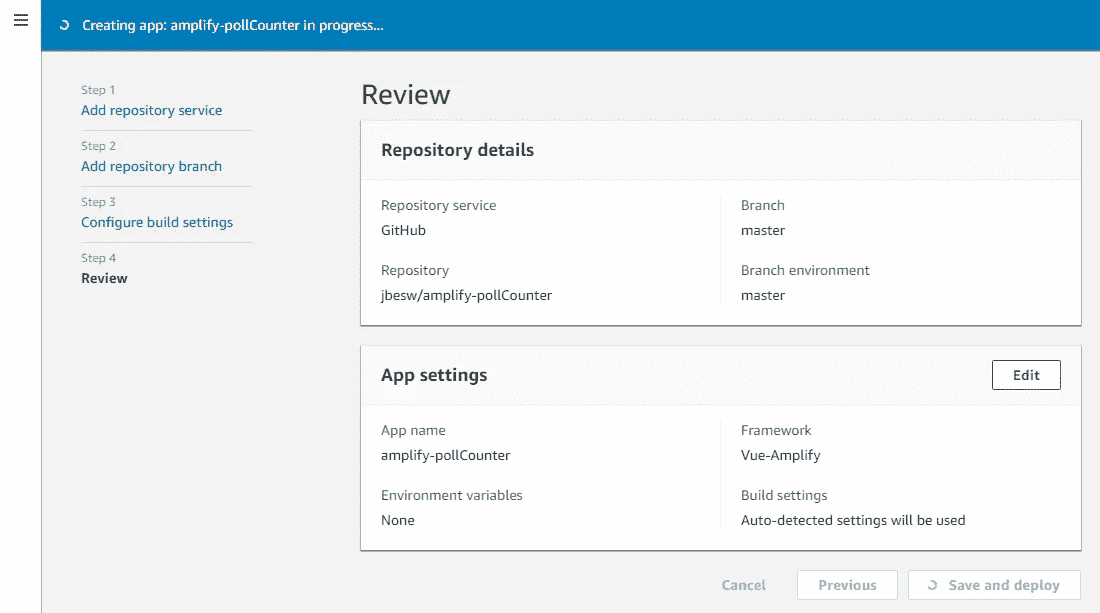 Creating app: amplify-pollCounter in progress...
Step 1
Add repository service
Step 2
Add repository branch
Step 3
Configure build settings
Step 4
Review
Review
Repository details
Repository service
GitHub
Branch
master
Repository
jbesw/amplify-pollCounter
Branch environment
master
App settings
Edit
App name
amplify-pollCounter
Framework
Vue-Amplify
Environment variables
None
Build settings
Auto-detected settings will be used
Cancel
Previous
Save and deploy